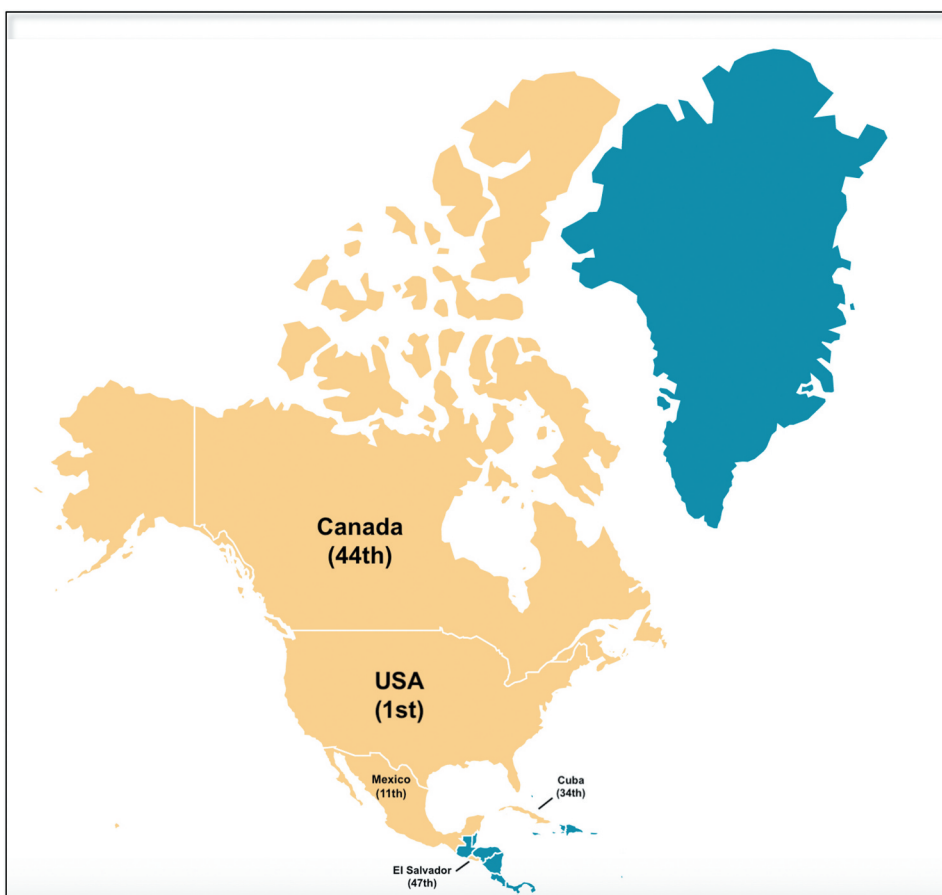 Canada
(44th)
USA
(1st)
Mexico
(11th)
Cuba
(34th)
El Salvador
(47th)